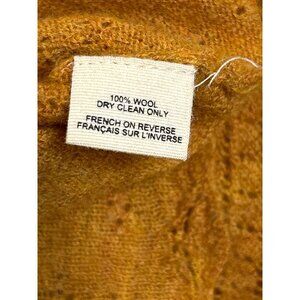 100% WOOL
DRY CLEAN ONLY
FRENCH ON REVERSE
FRANÇAIS SUR L'INVERSE